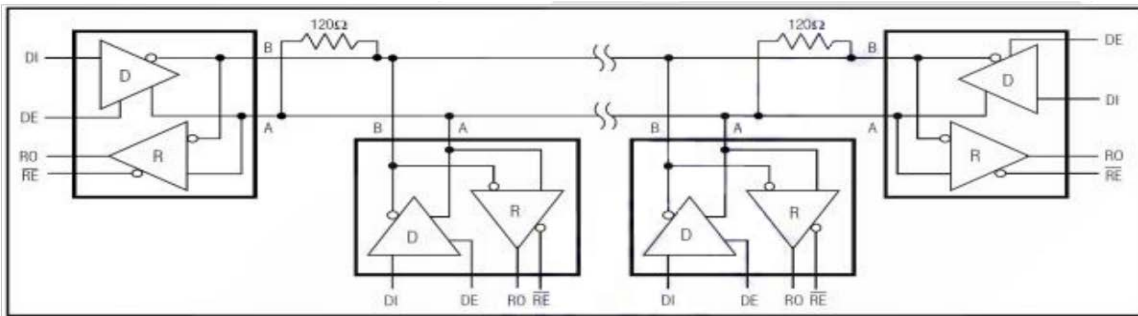 120Ω 120Ω
DI B B DE
D D
DI
DE A B A B A A
RO R R RO
RE RE
D R D R
DI DE RO RE DI DE RO RE